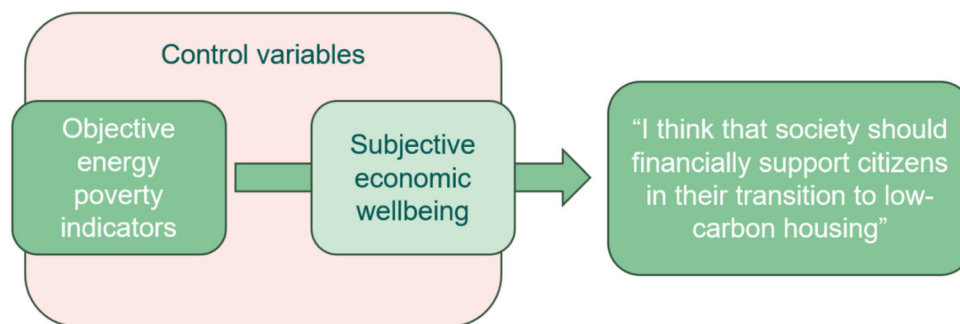 Control variables
Objective
energy
poverty
indicators
Subjective
economic
wellbeing
“I think that society should
financially support citizens
in their transition to low-
carbon housing”